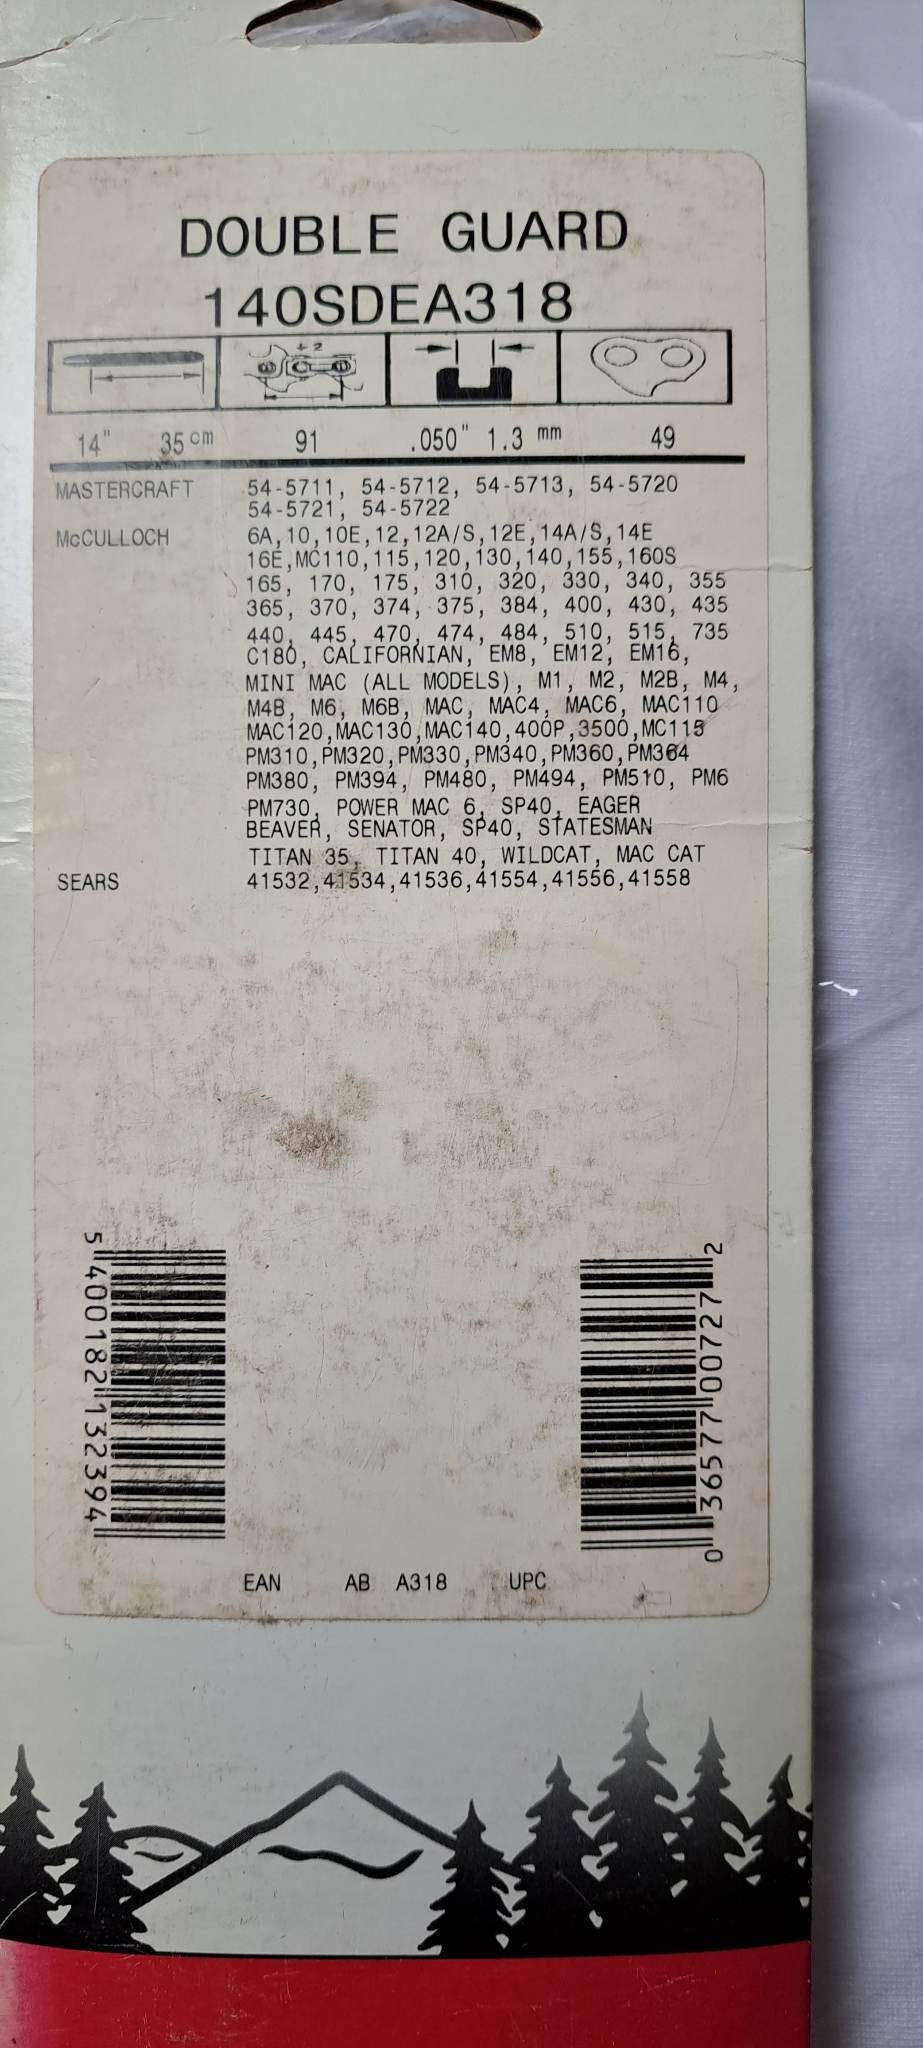 DOUBLE GUARD
140SDEA318
+2
14" 35 cm 91 .050" 1.3 mm 49
MASTERCRAFT 54-5711, 54-5712, 54-5713, 54-5720
54-5721, 54-5722
McCULLOCH 6A,10,10E,12,12A/S,12E,14A/S,14E
16E,MC110,115,120,130,140,155,160S
165, 170, 175, 310, 320, 330, 340, 355
365, 370, 374, 375, 384, 400, 430, 435
440, 445, 470, 474, 484, 510, 515, 735
C180, CALIFORNIAN, EM8, EM12, EM16,
MINI MAC (ALL MODELS), M1, M2, M2B, M4,
M4B, M6, M6B, MAC, MAC4, MAC6, MAC110
MAC120,MAC130,MAC140,400P,3500,MC115
PM310,PM320,PM330,PM340,PM360,PM364
PM380, PM394, PM480, PM494, PM510, PM6
PM730, POWER MAC 6, SP40, EAGER
BEAVER, SENATOR, SP40, STATESMAN
TITAN 35, TITAN 40, WILDCAT, MAC CAT
SEARS 41532,41534,41536,41554,41556,41558
5 400182 132394
0 36577 00727 2
EAN AB A318 UPC